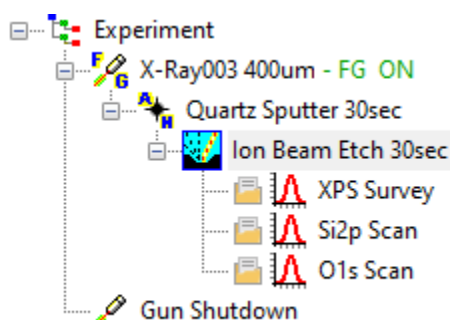 Experiment
F G X-Ray003 400um - FG ON
A H Quartz Sputter 30sec
Ion Beam Etch 30sec
XPS Survey
Si2p Scan
O1s Scan
Gun Shutdown